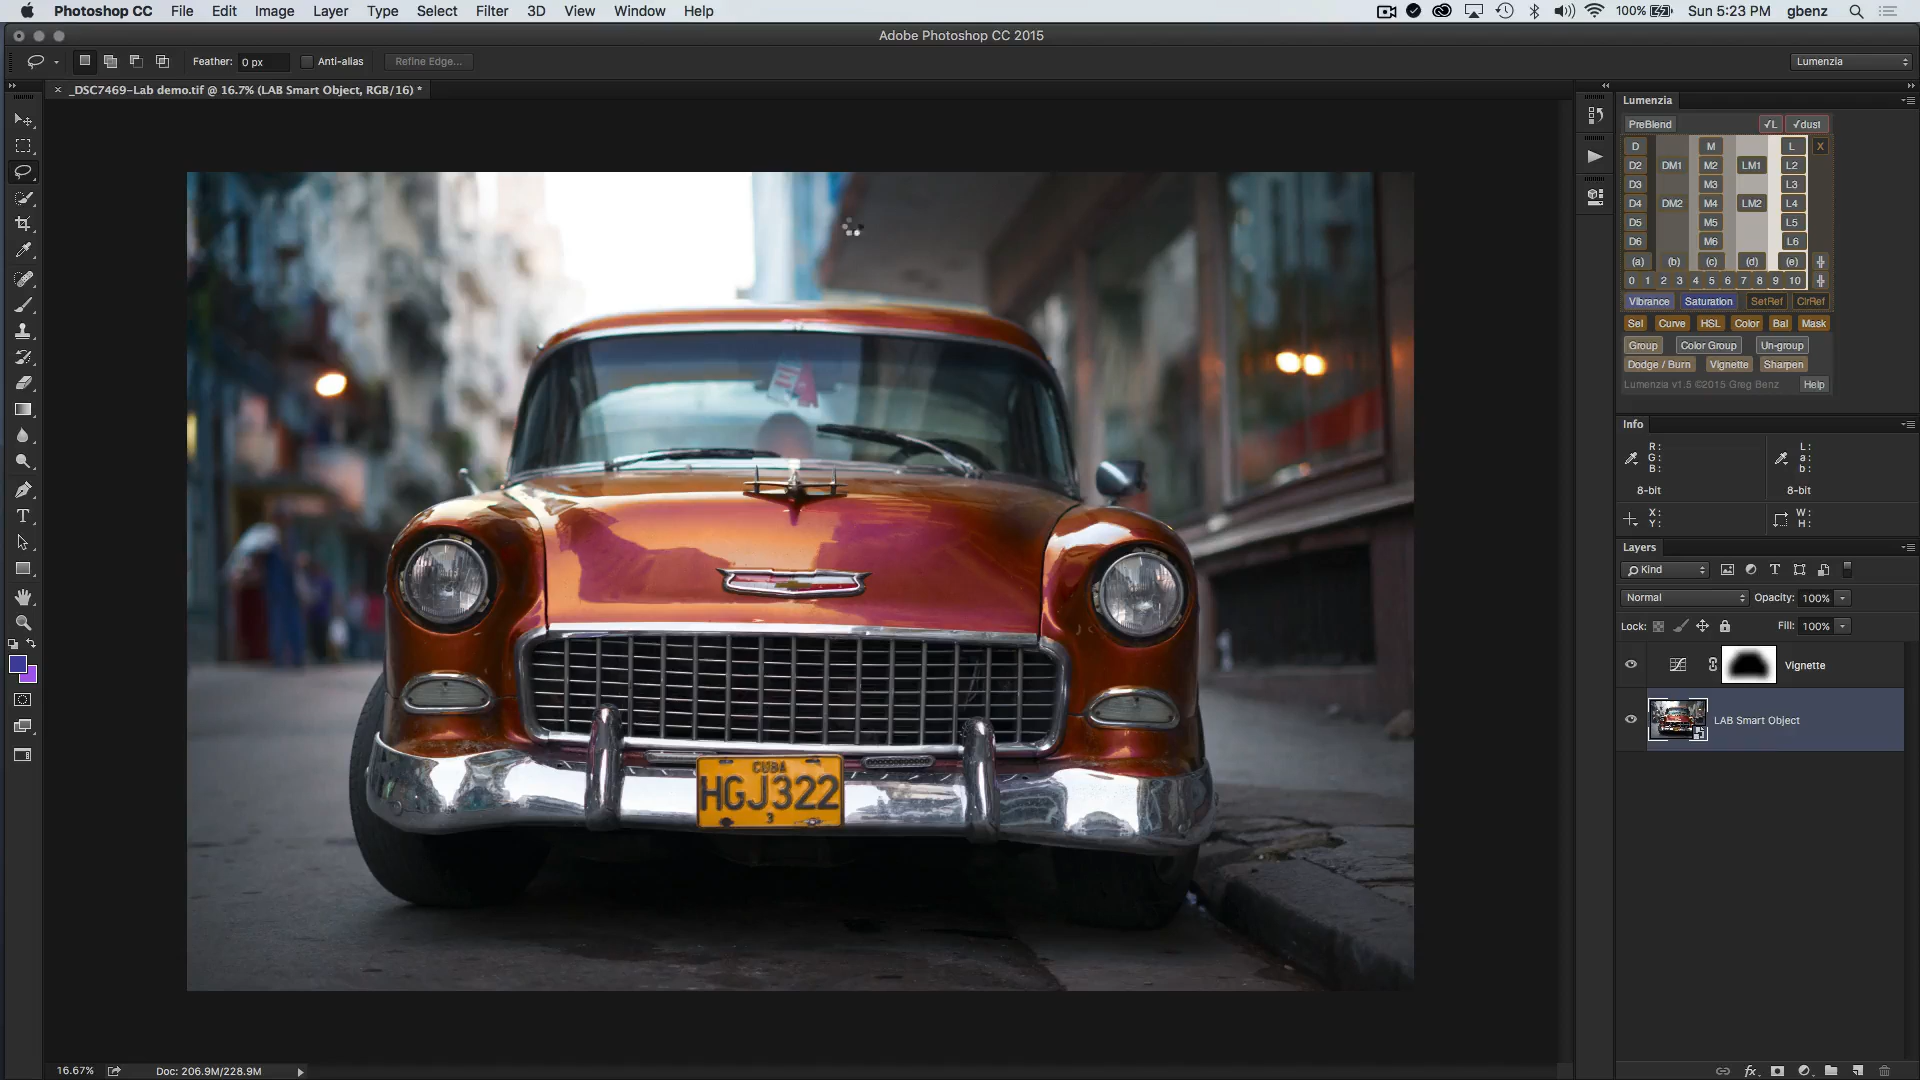 Photoshop CC File Edit Image Layer Type Select Filter 3D View Window Help 100% Sun 5:23 PM gbenz
Adobe Photoshop CC 2015
Feather: 0 px Anti-alias Refine Edge... Lumenzia
_DSC7469-Lab demo.tif @ 16.7% (LAB Smart Object, RGB/16) *
Lumenzia
PreBlend √L √dust
D M L X
D2 DM1 M2 LM1 L2
D3 M3 L3
D4 DM2 M4 LM2 L4
D5 M5 L5
D6 M6 L6
(a) (b) (c) (d) (e)
0 1 2 3 4 5 6 7 8 9 10
Vibrance Saturation SetRef ClrRef
Sel Curve HSL Color Bal Mask
Group Color Group Un-group
Dodge / Burn Vignette Sharpen
Lumenzia v1.5 ©2015 Greg Benz Help
Info
R: L:
G: a:
B: b:
8-bit 8-bit
X: W:
Y: H:
Layers
Kind
Normal Opacity: 100%
Lock: Fill: 100%
Vignette
LAB Smart Object
CUBA
HGJ322
3
16.67% Doc: 206.9M/228.9M